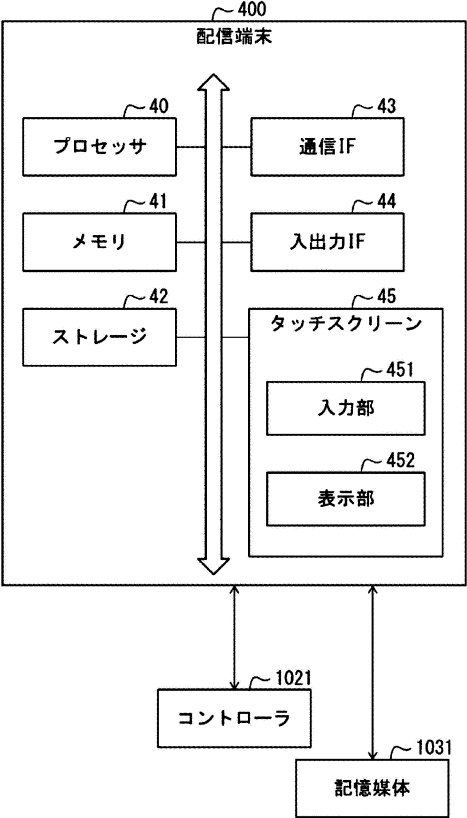 400
配信端末
40
プロセッサ
43
通信IF
41
メモリ
44
入出力IF
42
ストレージ
45
タッチスクリーン
451
入力部
452
表示部
1021
コントローラ
1031
記憶媒体